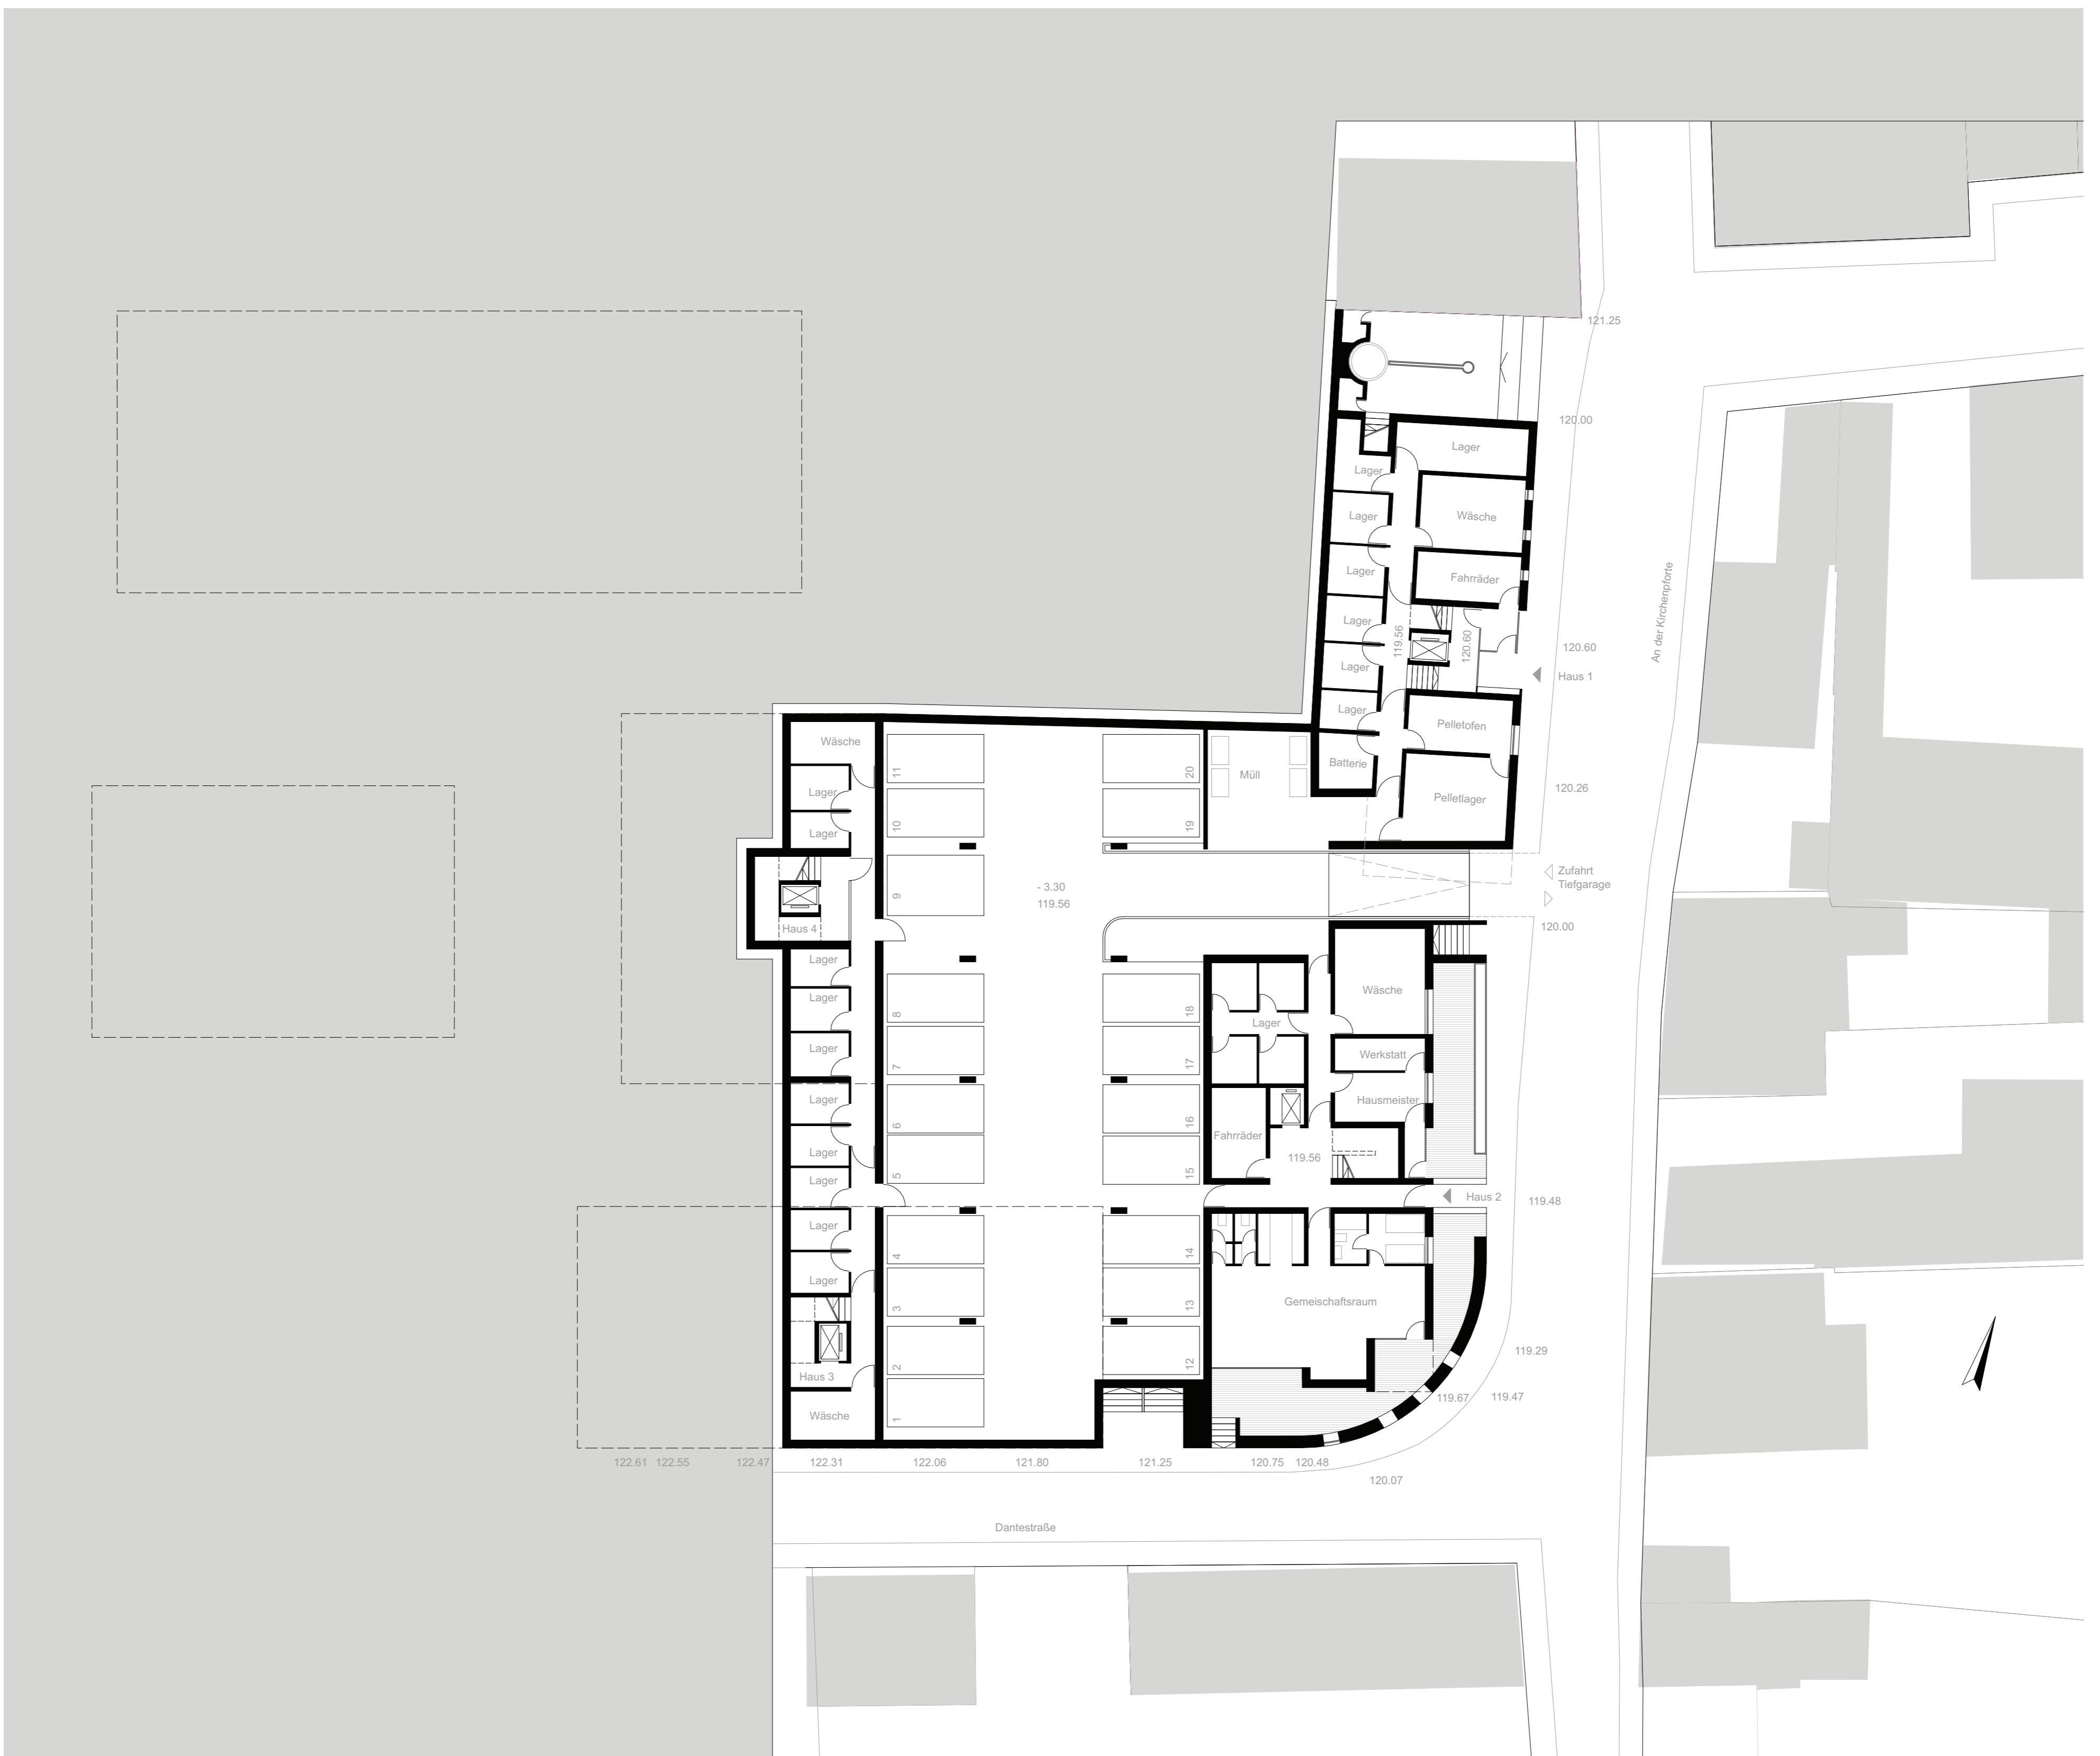 121.25
120.00
Lager
Lager
Lager
Wäsche
Lager
Fahrräder
Lager
119.56
120.60
120.60
An der Kirchenpforte
Lager
Haus 1
Lager
Pelletofen
Wäsche
Batterie
Pelletlager
Müll
120.26
11
20
Lager
10
19
Lager
Zufahrt
Tiefgarage
- 3.30
119.56
9
Haus 4
120.00
Lager
Wäsche
Lager
8
18
Lager
Lager
7
17
Werkstatt
Lager
6
16
Hausmeister
Fahrräder
Lager
119.56
Lager
5
15
Haus 2
119.48
Lager
4
14
Lager
3
13
Gemeischaftsraum
119.29
Haus 3
2
12
119.67
119.47
Wäsche
1
122.61
122.55
122.47
122.31
122.06
121.80
121.25
120.75
120.48
120.07
Dantestraße